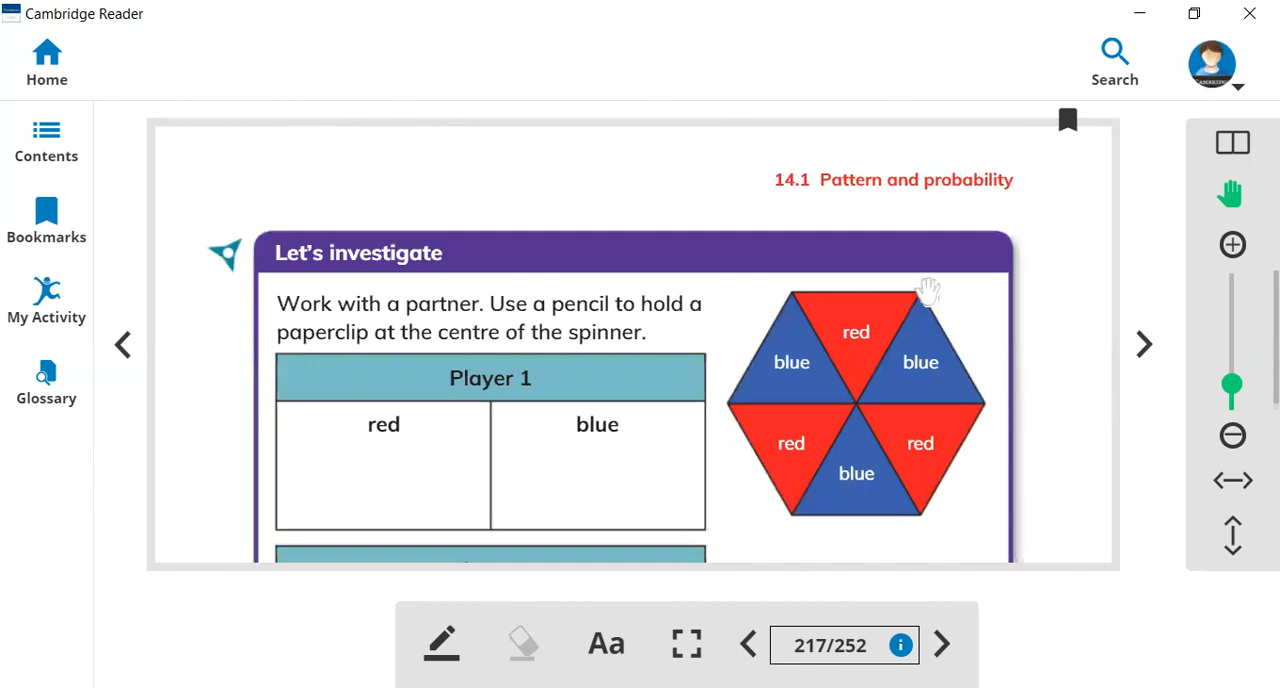 Cambridge Reader
Home
Search
Contents
Bookmarks
My Activity
Glossary
14.1 Pattern and probability
Let's investigate
Work with a partner. Use a pencil to hold a
paperclip at the centre of the spinner.
Player 1
red blue
red
blue blue
red red
blue
Aa
217/252
i